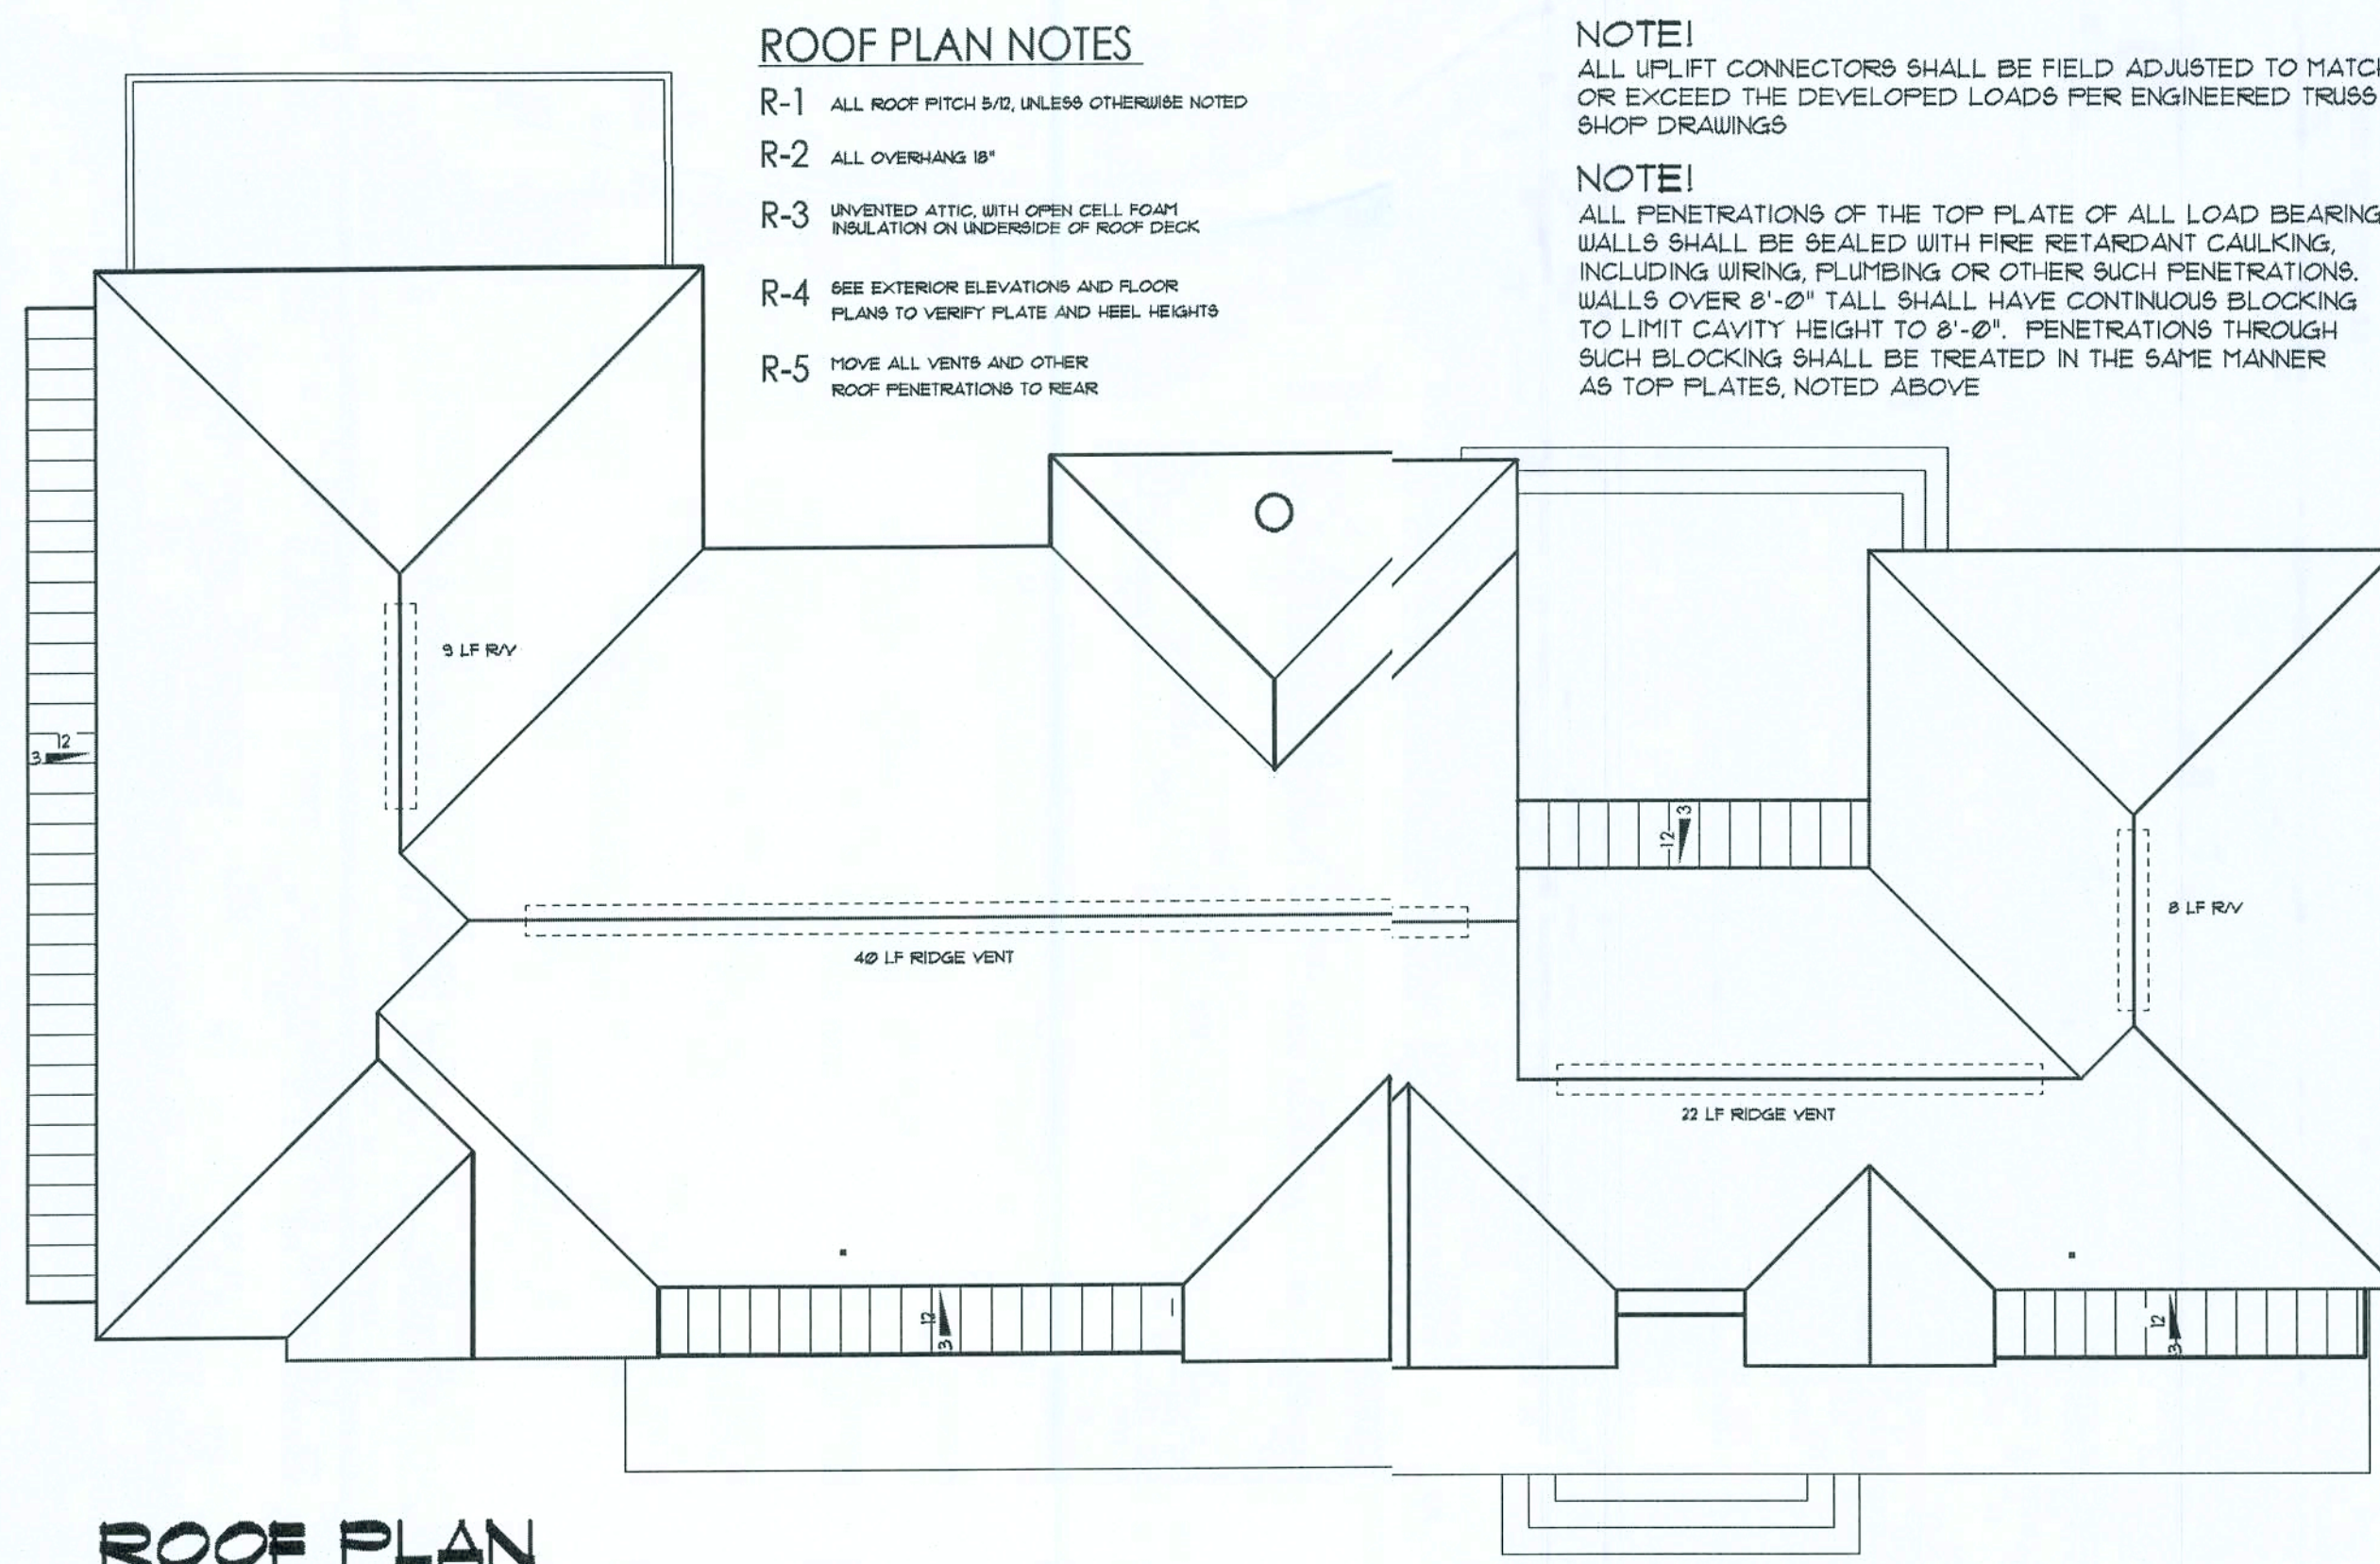 ROOF PLAN NOTES
R-1 ALL ROOF PITCH 5/12, UNLESS OTHERWISE NOTED
R-2 ALL OVERHANG 18"
R-3 UNVENTED ATTIC, WITH OPEN CELL FOAM
INSULATION ON UNDERSIDE OF ROOF DECK
R-4 SEE EXTERIOR ELEVATIONS AND FLOOR
PLANS TO VERIFY PLATE AND HEEL HEIGHTS
R-5 MOVE ALL VENTS AND OTHER
ROOF PENETRATIONS TO REAR
NOTE!
ALL UPLIFT CONNECTORS SHALL BE FIELD ADJUSTED TO MATCH
OR EXCEED THE DEVELOPED LOADS PER ENGINEERED TRUSS
SHOP DRAWINGS
NOTE!
ALL PENETRATIONS OF THE TOP PLATE OF ALL LOAD BEARING
WALLS SHALL BE SEALED WITH FIRE RETARDANT CAULKING,
INCLUDING WIRING, PLUMBING OR OTHER SUCH PENETRATIONS.
WALLS OVER 8'-0" TALL SHALL HAVE CONTINUOUS BLOCKING
TO LIMIT CAVITY HEIGHT TO 8'-0". PENETRATIONS THROUGH
SUCH BLOCKING SHALL BE TREATED IN THE SAME MANNER
AS TOP PLATES, NOTED ABOVE
9 LF R/V
12
3
3
12
8 LF R/V
40 LF RIDGE VENT
22 LF RIDGE VENT
12
3
12
3
ROOF PLAN